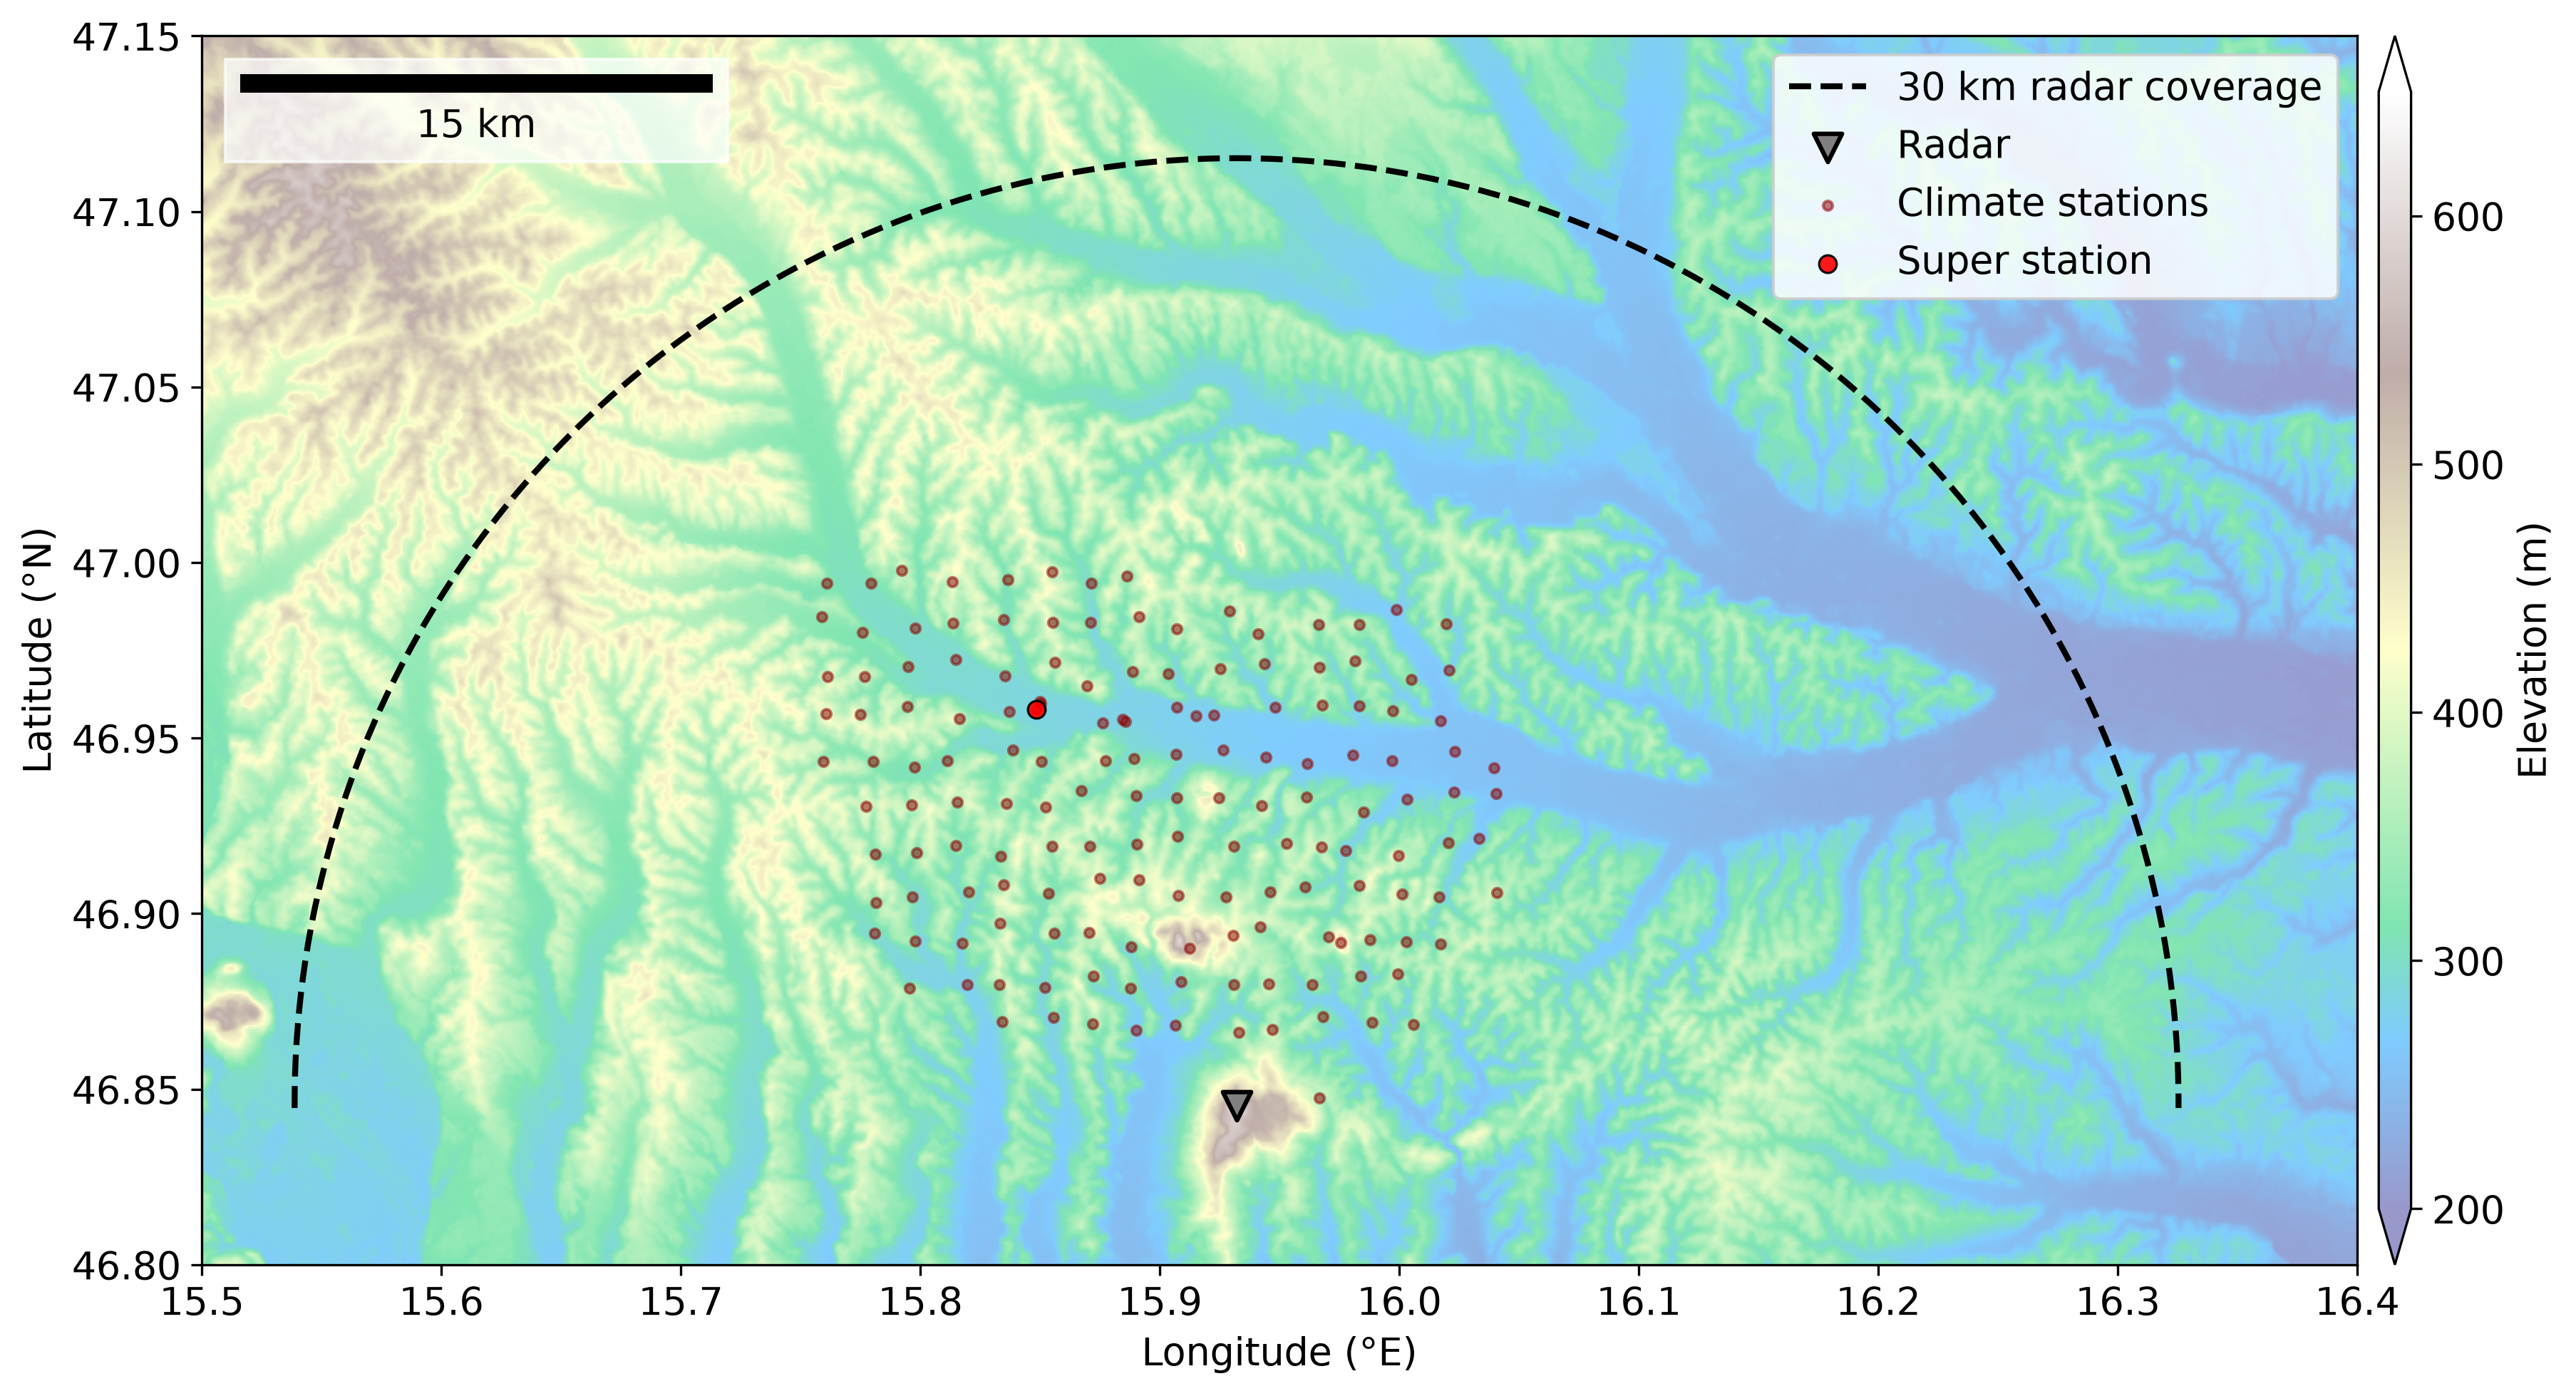 47.15
47.10
47.05
47.00
46.95
46.90
46.85
46.80
Latitude (°N)
15 km
30 km radar coverage
Radar
Climate stations
Super station
15.5
15.6
15.7
15.8
15.9
16.0
16.1
16.2
16.3
16.4
Longitude (°E)
600
500
400
300
200
Elevation (m)